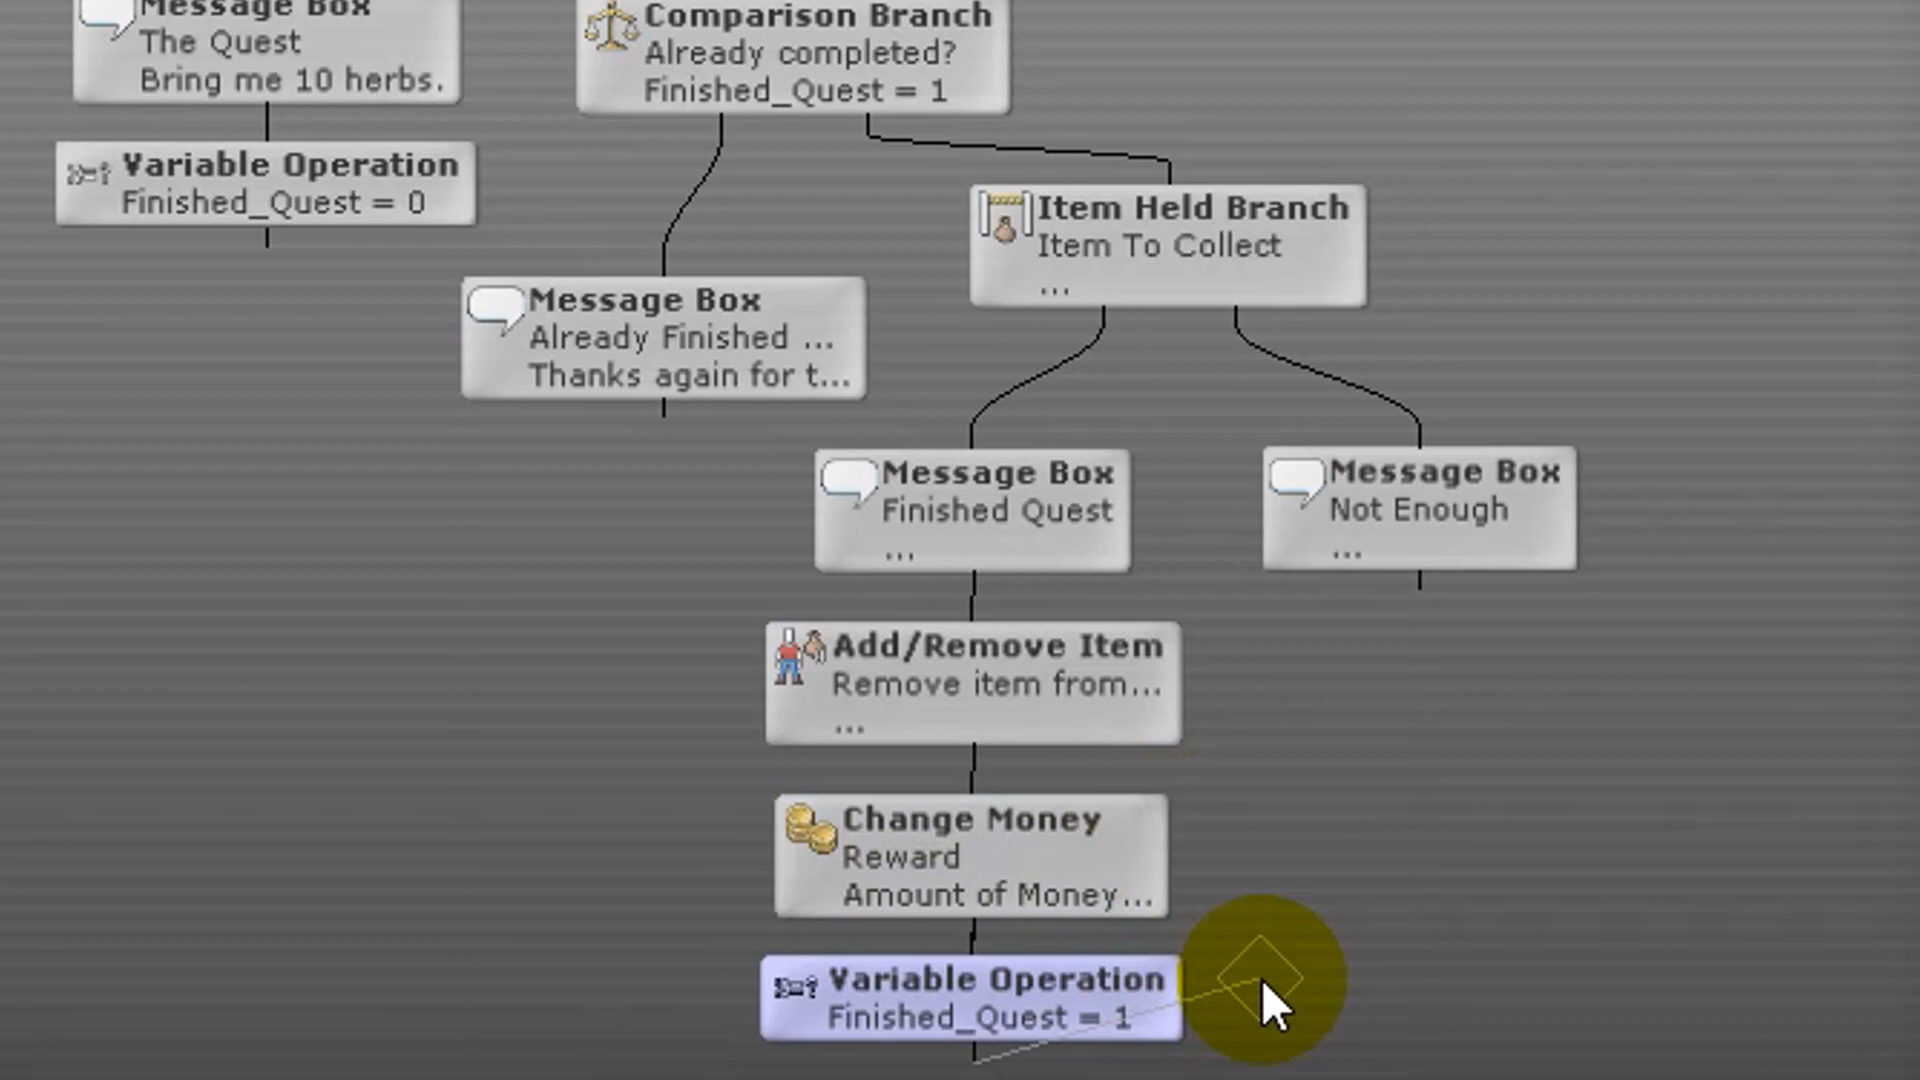 Message Box
The Quest
Bring me 10 herbs.
Variable Operation
Finished_Quest = 0
Comparison Branch
Already completed?
Finished_Quest = 1
Message Box
Already Finished ...
Thanks again for t...
Item Held Branch
Item To Collect
...
Message Box
Finished Quest
...
Message Box
Not Enough
...
Add/Remove Item
Remove item from...
...
Change Money
Reward
Amount of Money...
Variable Operation
Finished_Quest = 1